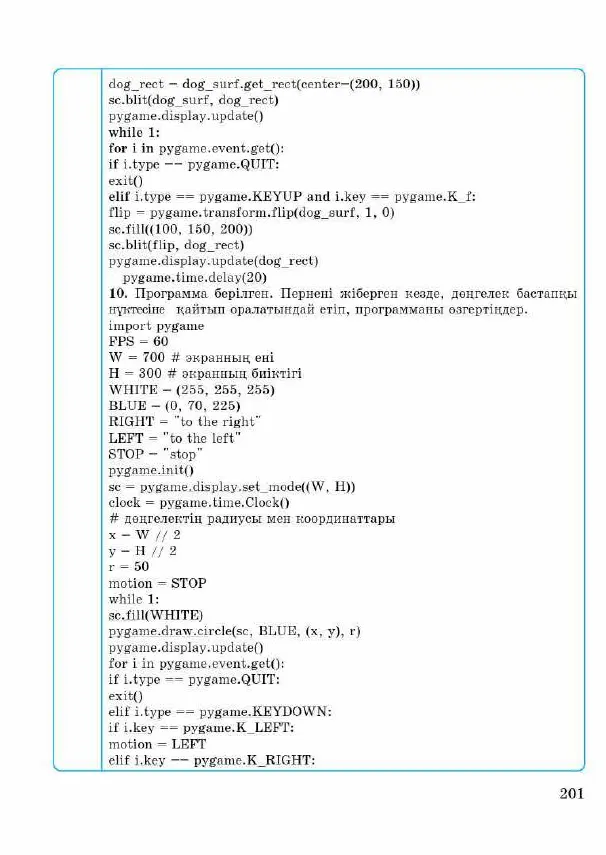 dog_rect = dog_surf.get_rect(center=(200, 150))
sc.blit(dog_surf, dog_rect)
pygame.display.update()
while 1:
for i in pygame.event.get():
if i.type == pygame.QUIT:
exit()
elif i.type == pygame.KEYUP and i.key == pygame.K_f:
flip = pygame.transform.flip(dog_surf, 1, 0)
sc.fill((100, 150, 200))
sc.blit(flip, dog_rect)
pygame.display.update(dog_rect)
pygame.time.delay(20)
10. Программа берілген. Пернені жіберген кезде, дөңгелек бастапқы
нүктесіне қайтып оралатындай етіп, программаны өзгертіңдер.
import pygame
FPS = 60
W = 700 # экранның ені
H = 300 # экранның биіктігі
WHITE = (255, 255, 255)
BLUE = (0, 70, 225)
RIGHT = "to the right"
LEFT = "to the left"
STOP = "stop"
pygame.init()
sc = pygame.display.set_mode((W, H))
clock = pygame.time.Clock()
# дөңгелектің радиусы мен координаттары
x = W // 2
y = H // 2
r = 50
motion = STOP
while 1:
sc.fill(WHITE)
pygame.draw.circle(sc, BLUE, (x, y), r)
pygame.display.update()
for i in pygame.event.get():
if i.type == pygame.QUIT:
exit()
elif i.type == pygame.KEYDOWN:
if i.key == pygame.K_LEFT:
motion = LEFT
elif i.key == pygame.K_RIGHT:
201